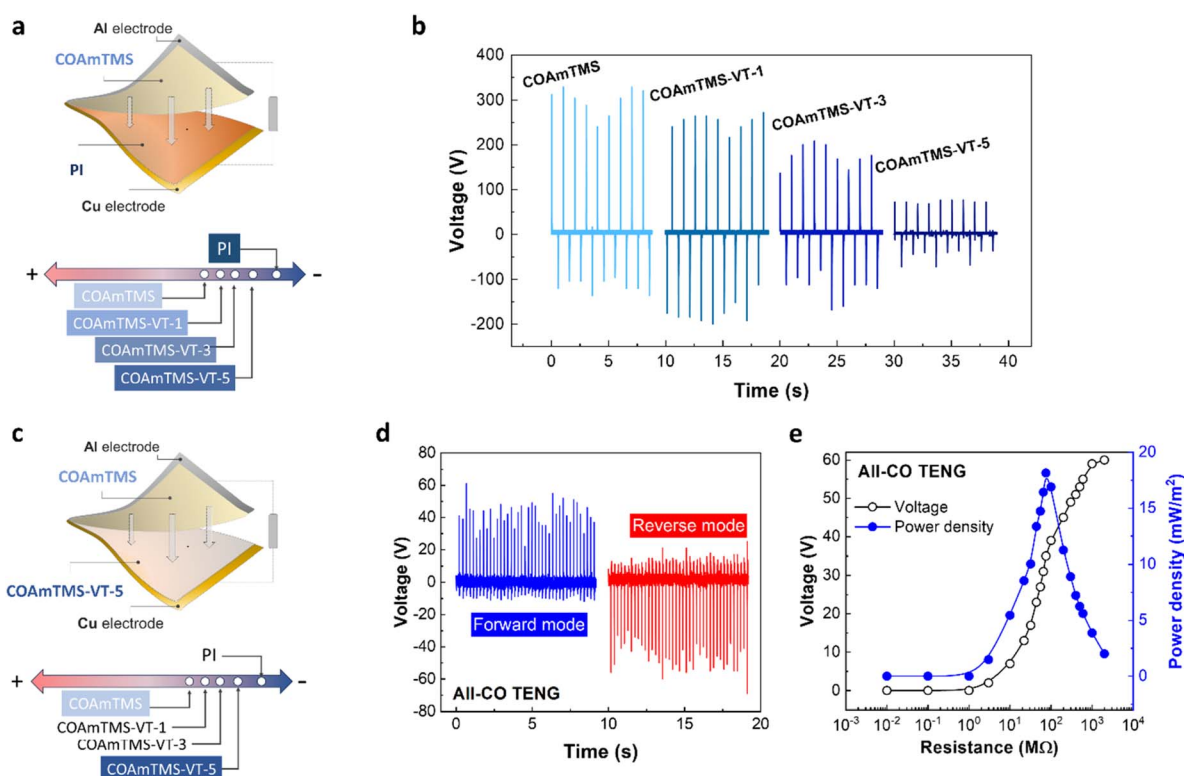 a
Al electrode
COAmTMS
PI
Cu electrode
PI
+
-
COAmTMS
COAmTMS-VT-1
COAmTMS-VT-3
COAmTMS-VT-5
b
400
300
200
100
0
-100
-200
Voltage (V)
COAmTMS
COAmTMS-VT-1
COAmTMS-VT-3
COAmTMS-VT-5
0 5 10 15 20 25 30 35 40
Time (s)
c
Al electrode
COAmTMS
COAmTMS-VT-5
Cu electrode
PI
+
-
COAmTMS
COAmTMS-VT-1
COAmTMS-VT-3
COAmTMS-VT-5
d
80
60
40
20
0
-20
-40
-60
-80
Voltage (V)
Reverse mode
Forward mode
All-CO TENG
0 5 10 15 20
Time (s)
e
60
50
40
30
20
10
0
Voltage (V)
All-CO TENG
Voltage
Power density
20
15
10
5
0
Power density (mW/m²)
10⁻³ 10⁻² 10⁻¹ 10⁰ 10¹ 10² 10³ 10⁴
Resistance (MΩ)